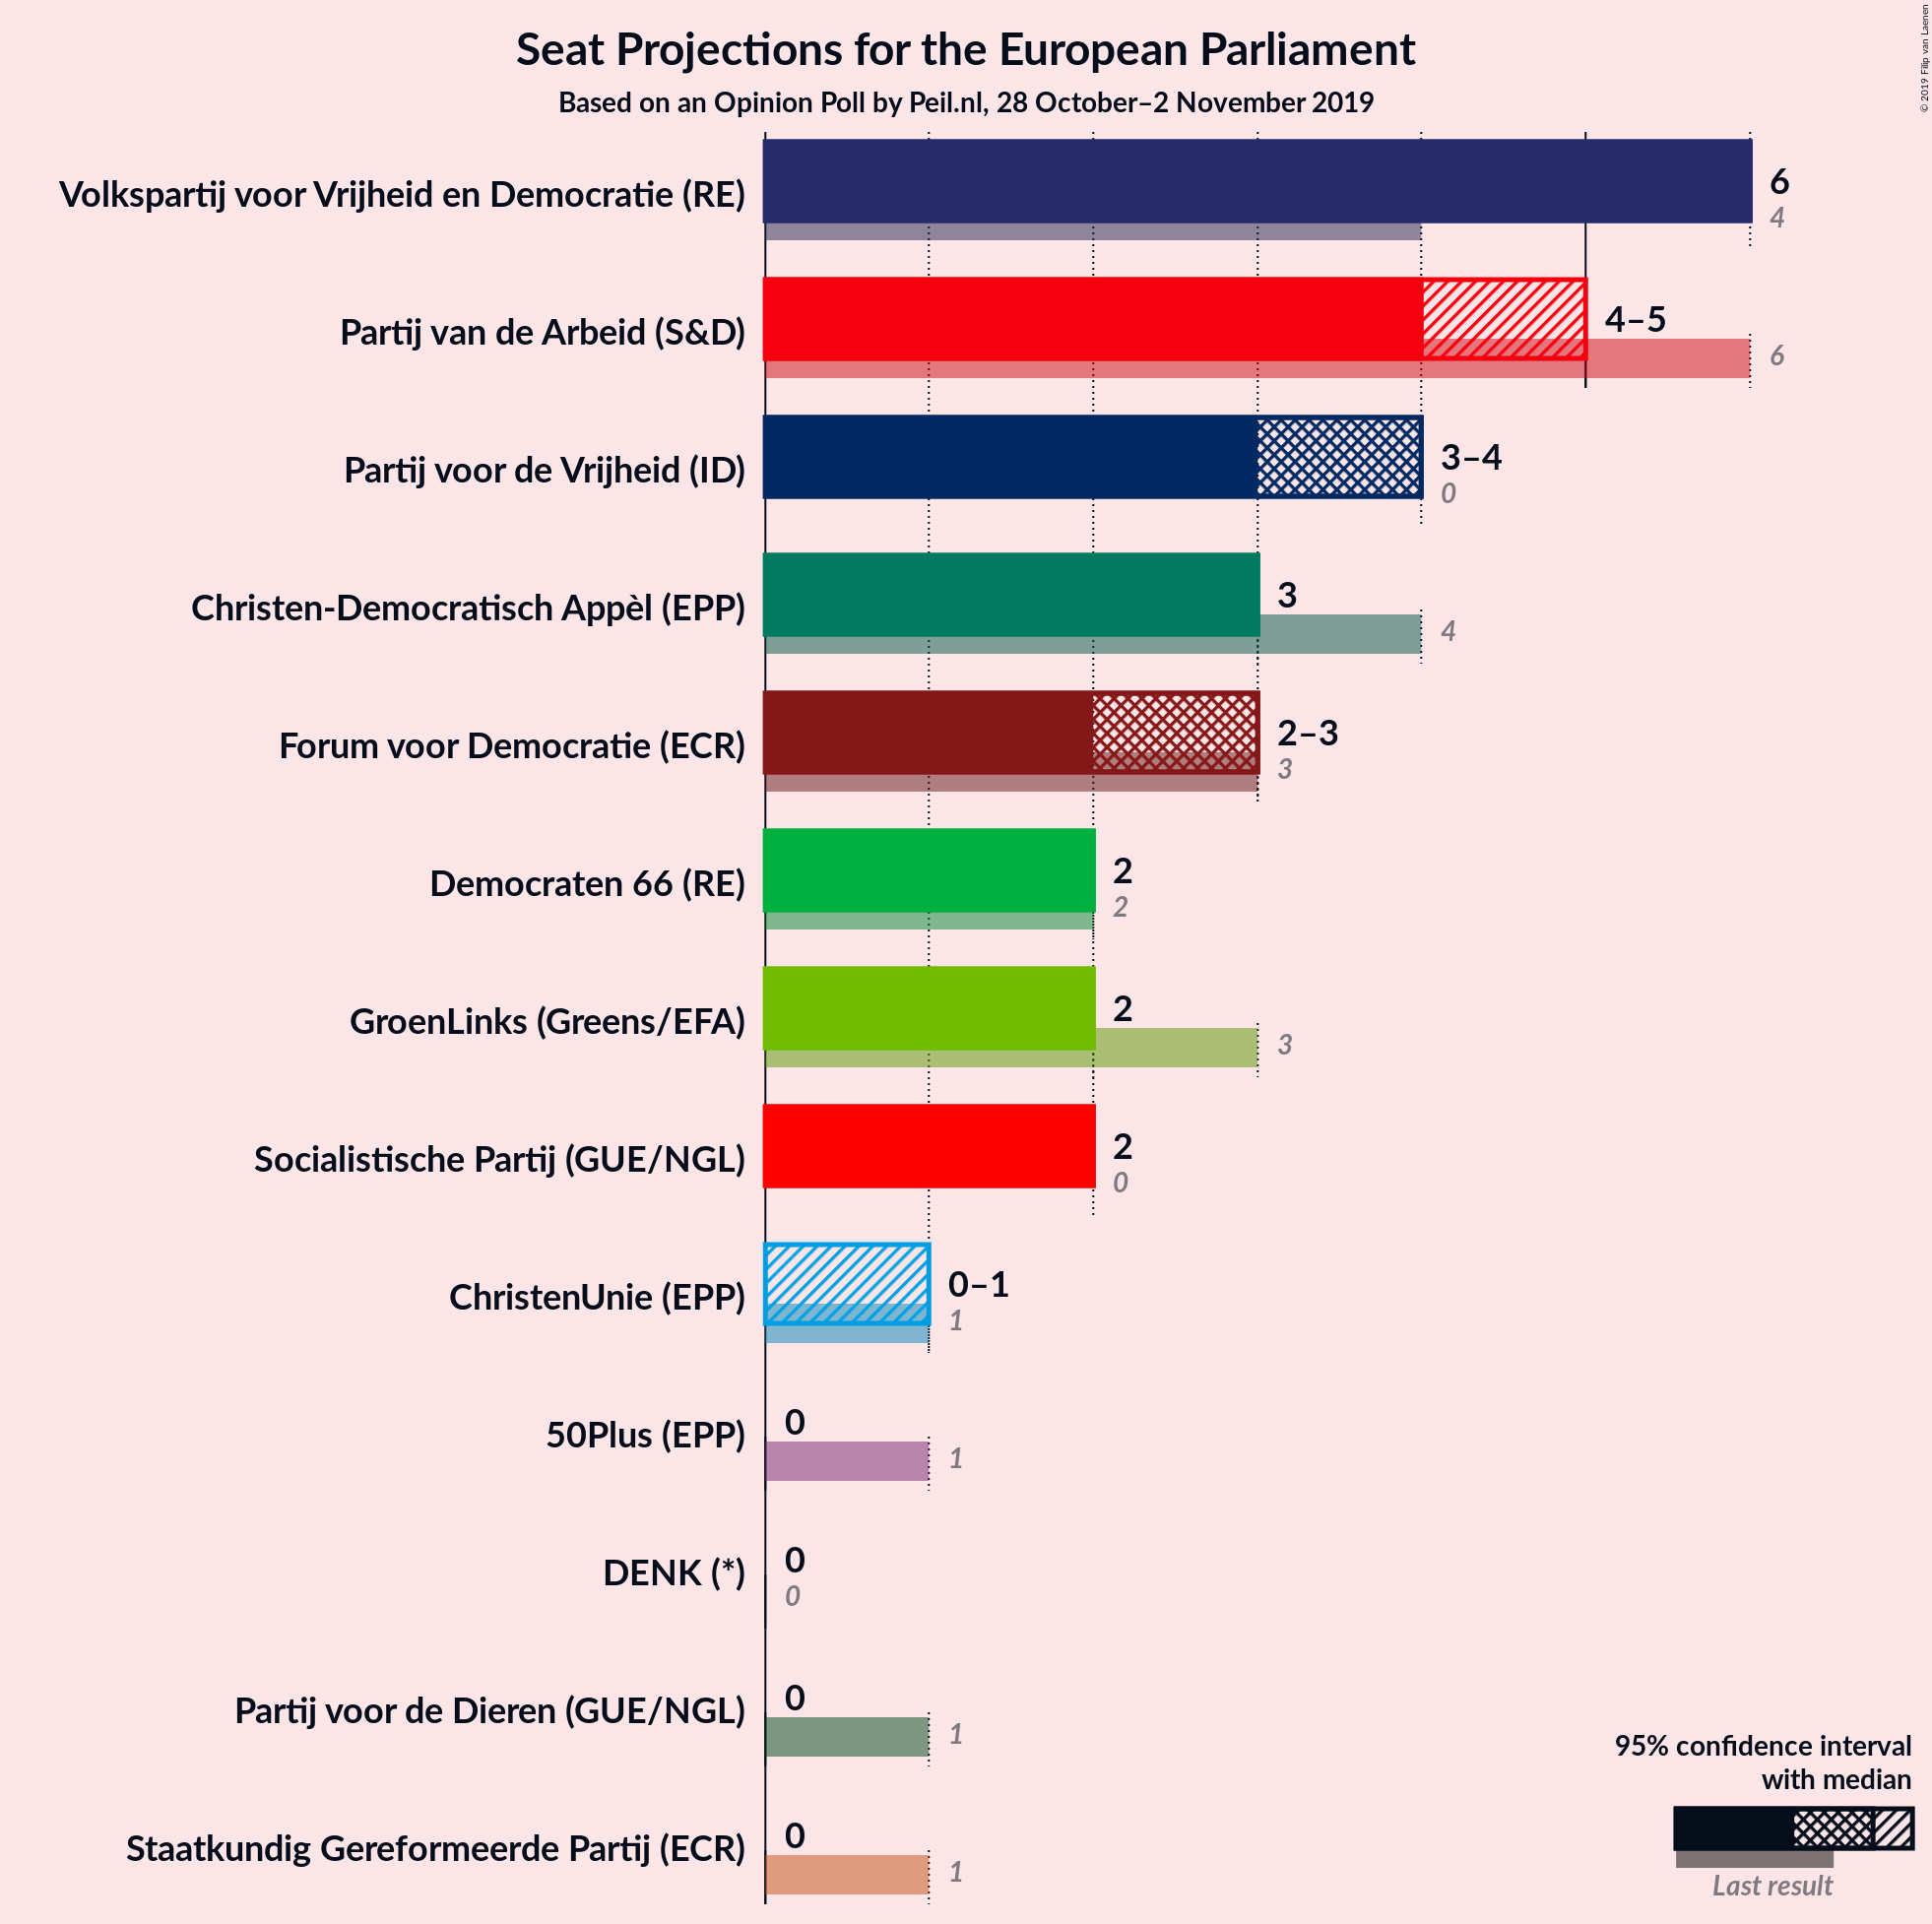 Seat Projections for the European Parliament
Based on an Opinion Poll by Peil.nl, 28 October–2 November 2019
© 2019 Filip van Laenen
Volkspartij voor Vrijheid en Democratie (RE)
6
4
Partij van de Arbeid (S&D)
4–5
6
Partij voor de Vrijheid (ID)
3–4
0
Christen-Democratisch Appèl (EPP)
3
4
Forum voor Democratie (ECR)
2–3
3
Democraten 66 (RE)
2
2
GroenLinks (Greens/EFA)
2
3
Socialistische Partij (GUE/NGL)
2
0
ChristenUnie (EPP)
0–1
1
50Plus (EPP)
0
1
DENK (*)
0
0
Partij voor de Dieren (GUE/NGL)
0
1
Staatkundig Gereformeerde Partij (ECR)
0
1
95% confidence interval
with median
Last result